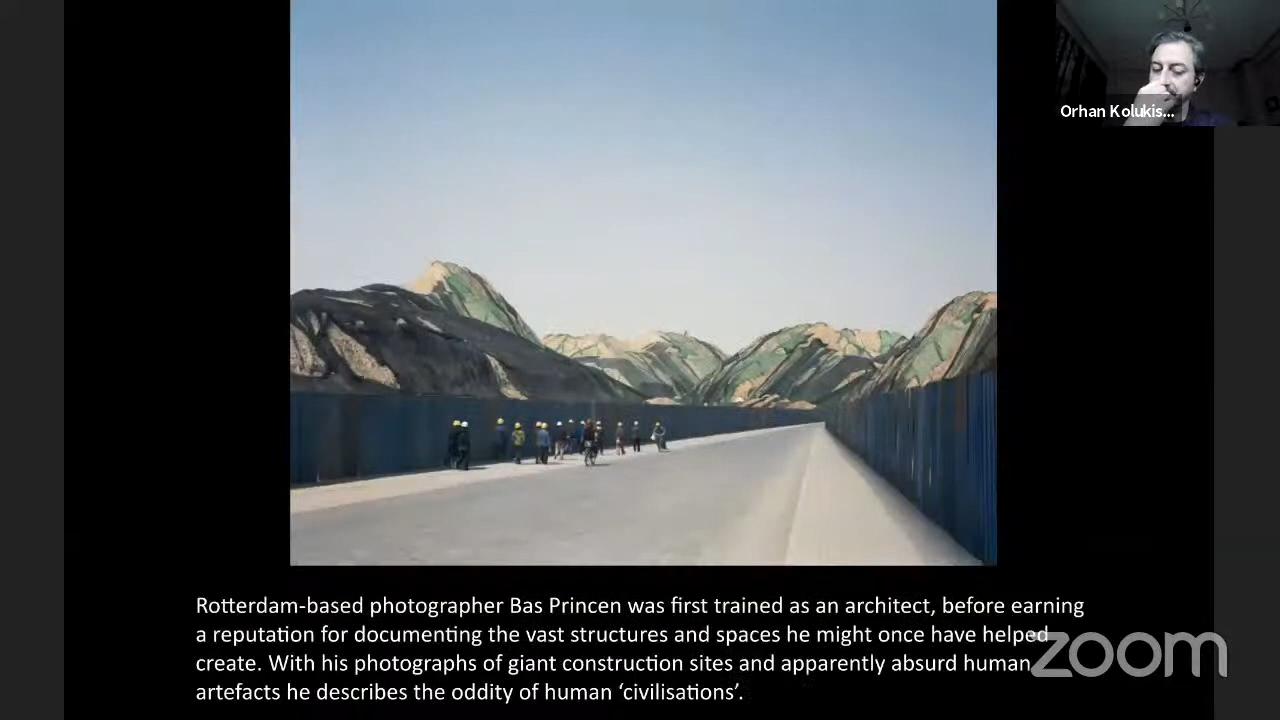 Orhan Kolukis...
Rotterdam-based photographer Bas Princen was first trained as an architect, before earning
a reputation for documenting the vast structures and spaces he might once have helped
create. With his photographs of giant construction sites and apparently absurd human
artefacts he describes the oddity of human ‘civilisations’.
zoom